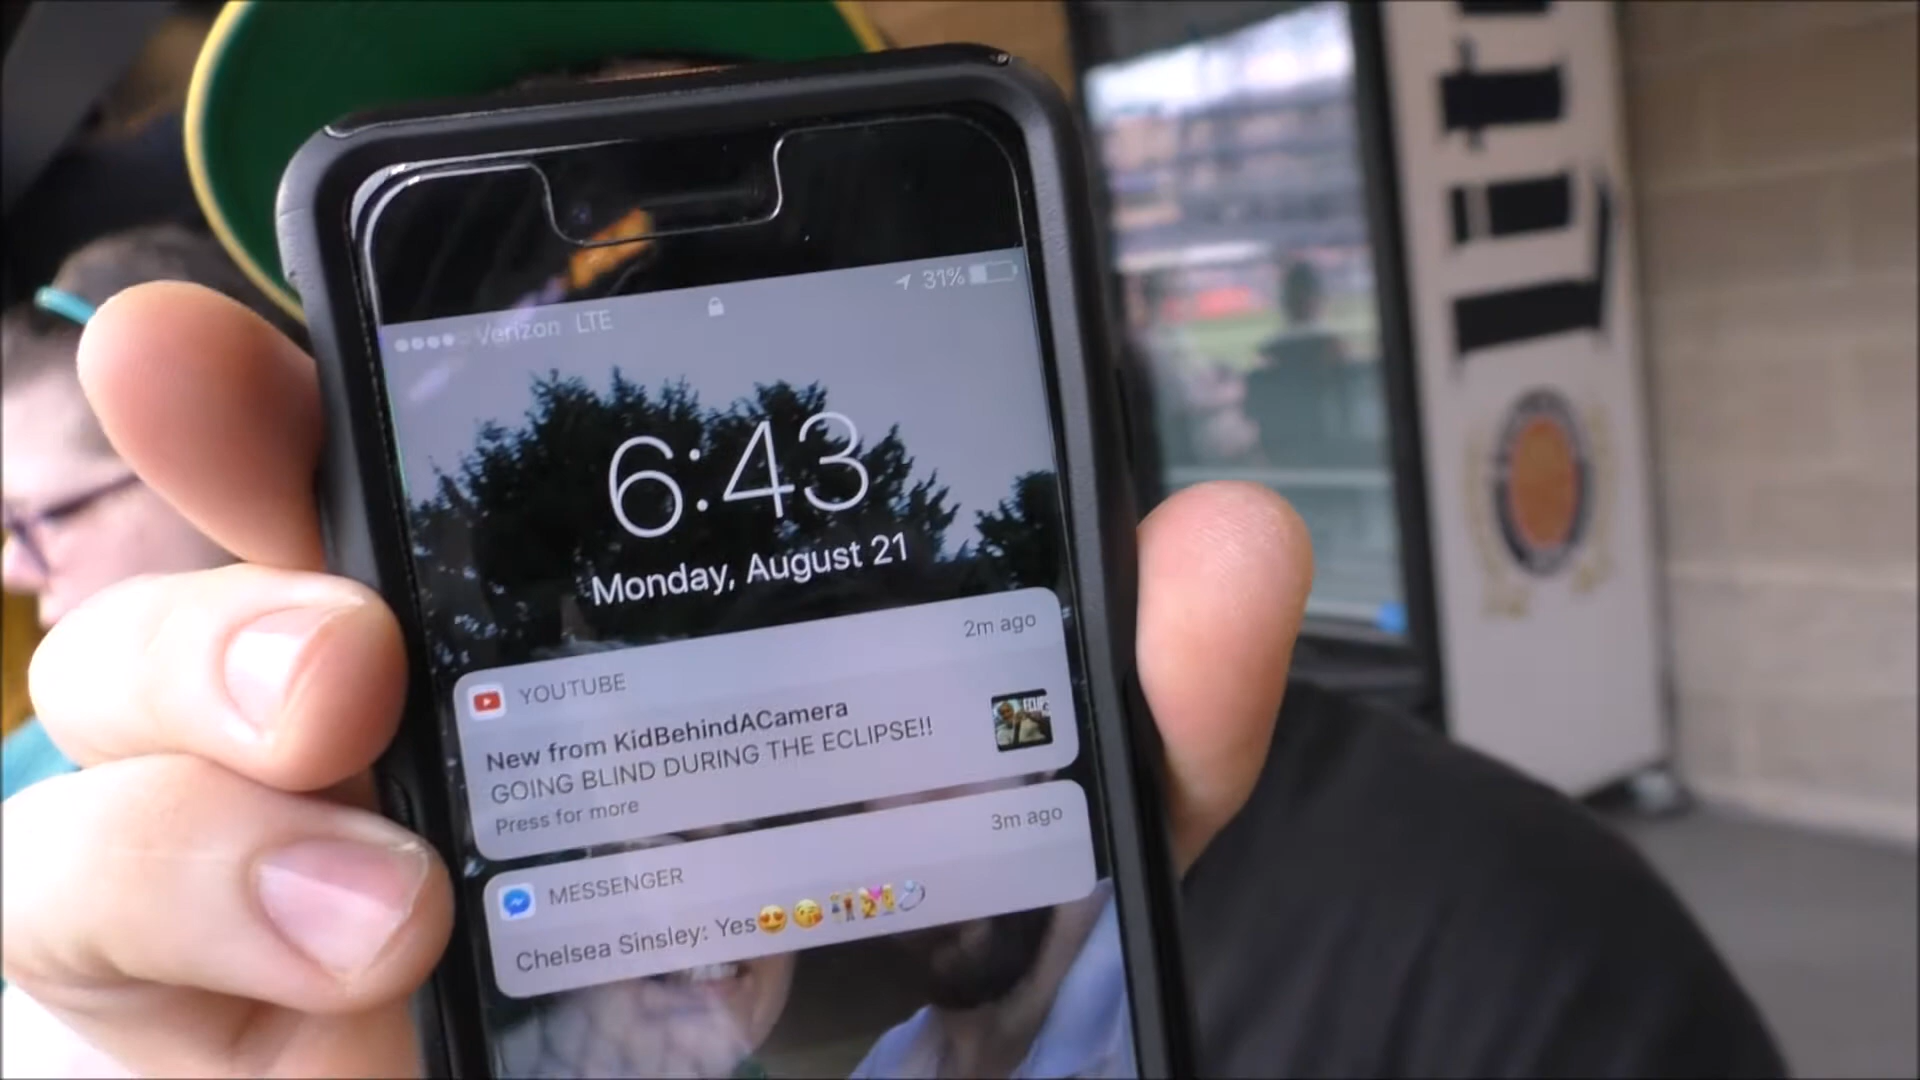 Verizon LTE 31%
6:43
Monday, August 21
YOUTUBE 2m ago
New from KidBehindACamera
GOING BLIND DURING THE ECLIPSE!!
Press for more
MESSENGER 3m ago
Chelsea Sinsley: Yes😍😘👫💏💍